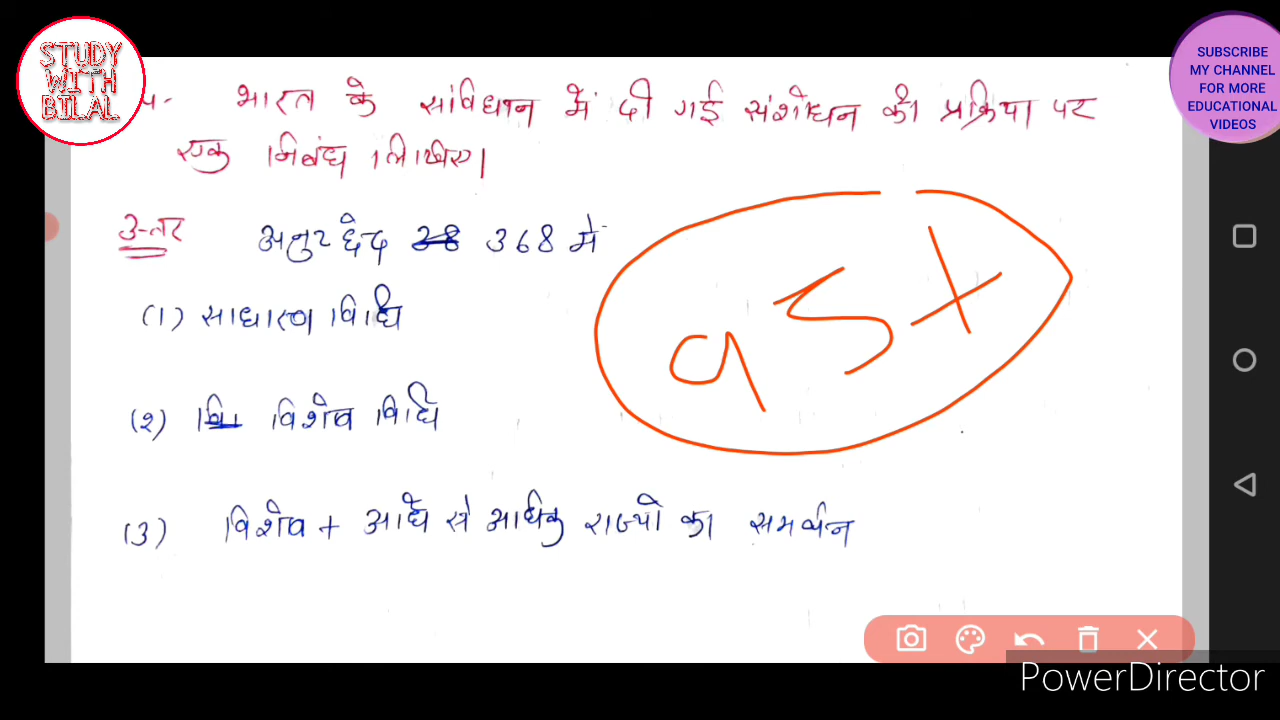 STUDY
WITH
BILAL
SUBSCRIBE
MY CHANNEL
FOR MORE
EDUCATIONAL
VIDEOS
भारत के संविधान में दी गई संशोधन की प्रक्रिया पर
एक निबंध लिखिए।
उत्तर अनुच्छेद 368 में
(1) साधारण विधि
(२) विशेष विधि
(3) विशेष + आधे से अधिक राज्यो का समर्थन
PowerDirector